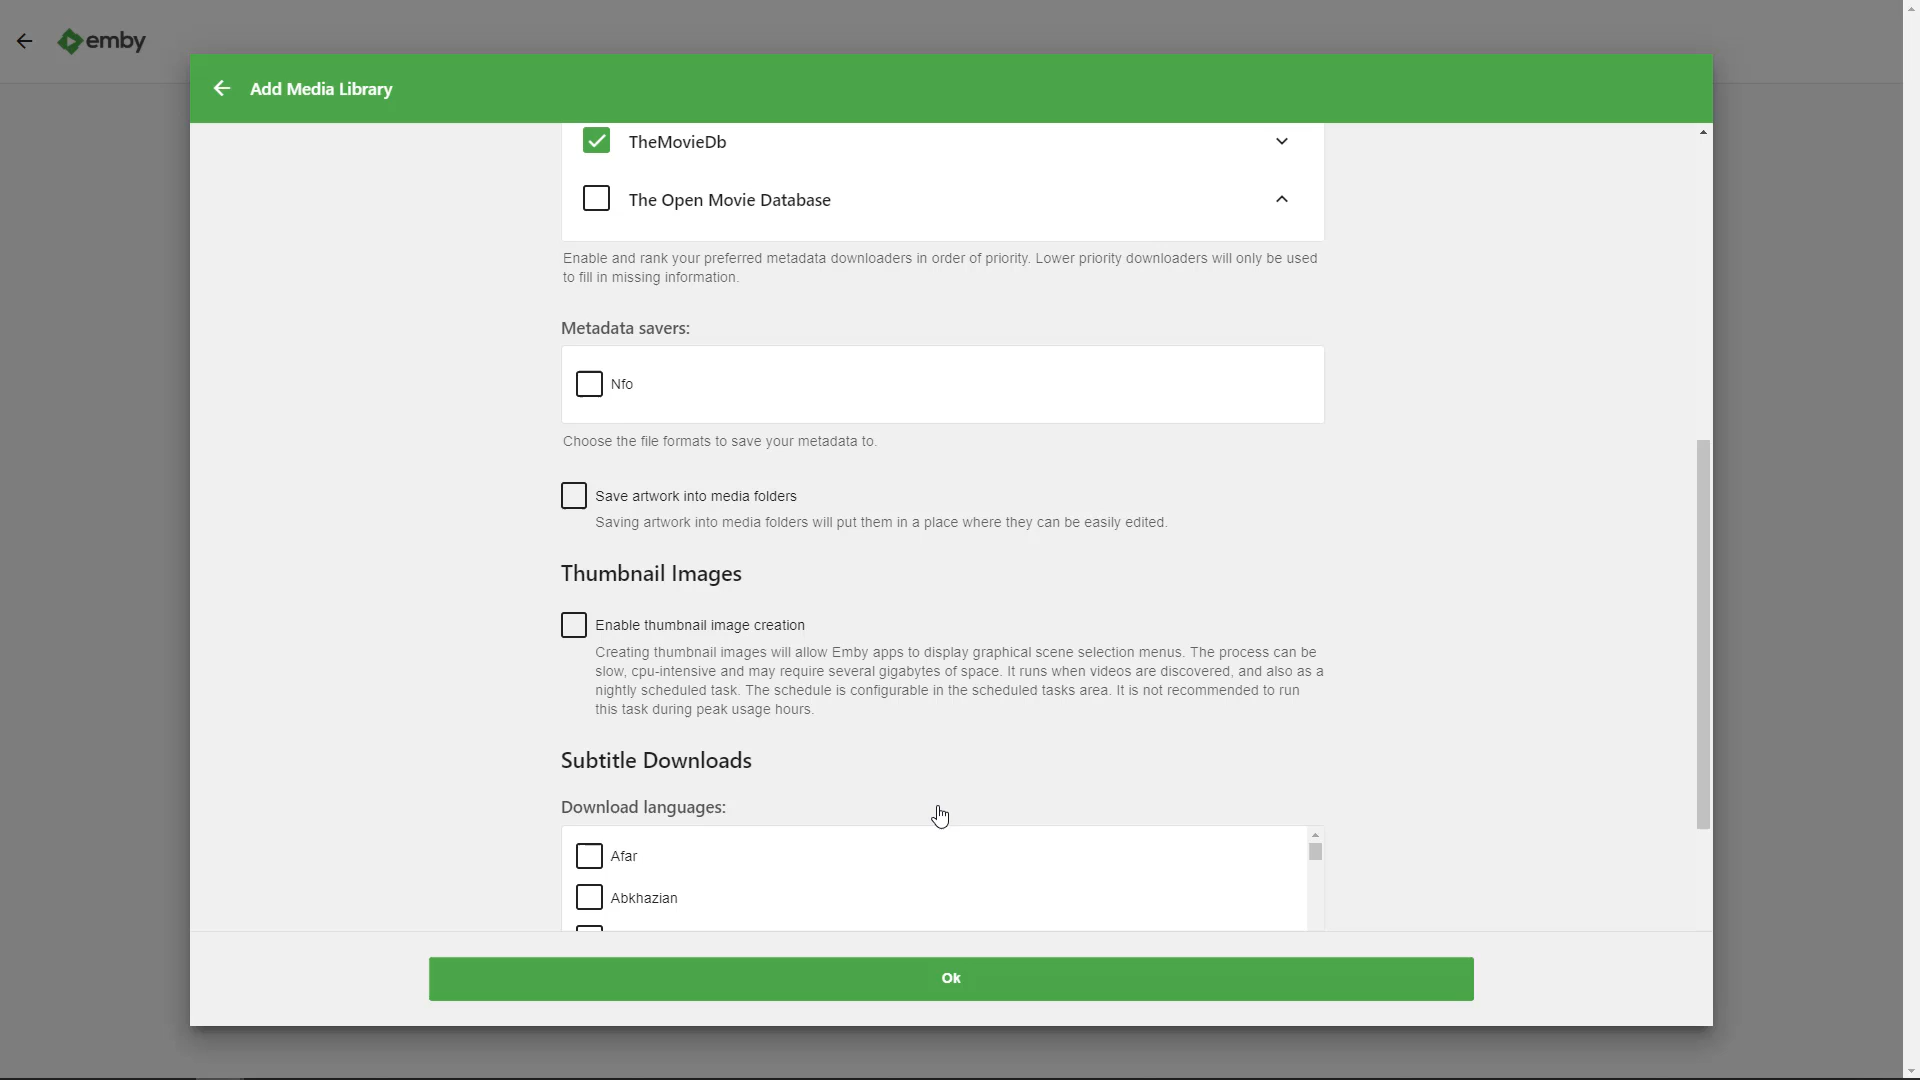 emby
Add Media Library
TheMovieDb
The Open Movie Database
Enable and rank your preferred metadata downloaders in order of priority. Lower priority downloaders will only be used
to fill in missing information.
Metadata savers:
Nfo
Choose the file formats to save your metadata to.
Save artwork into media folders
Saving artwork into media folders will put them in a place where they can be easily edited.
Thumbnail Images
Enable thumbnail image creation
Creating thumbnail images will allow Emby apps to display graphical scene selection menus. The process can be
slow, cpu-intensive and may require several gigabytes of space. It runs when videos are discovered, and also as a
nightly scheduled task. The schedule is configurable in the scheduled tasks area. It is not recommended to run
this task during peak usage hours.
Subtitle Downloads
Download languages:
Afar
Abkhazian
Ok